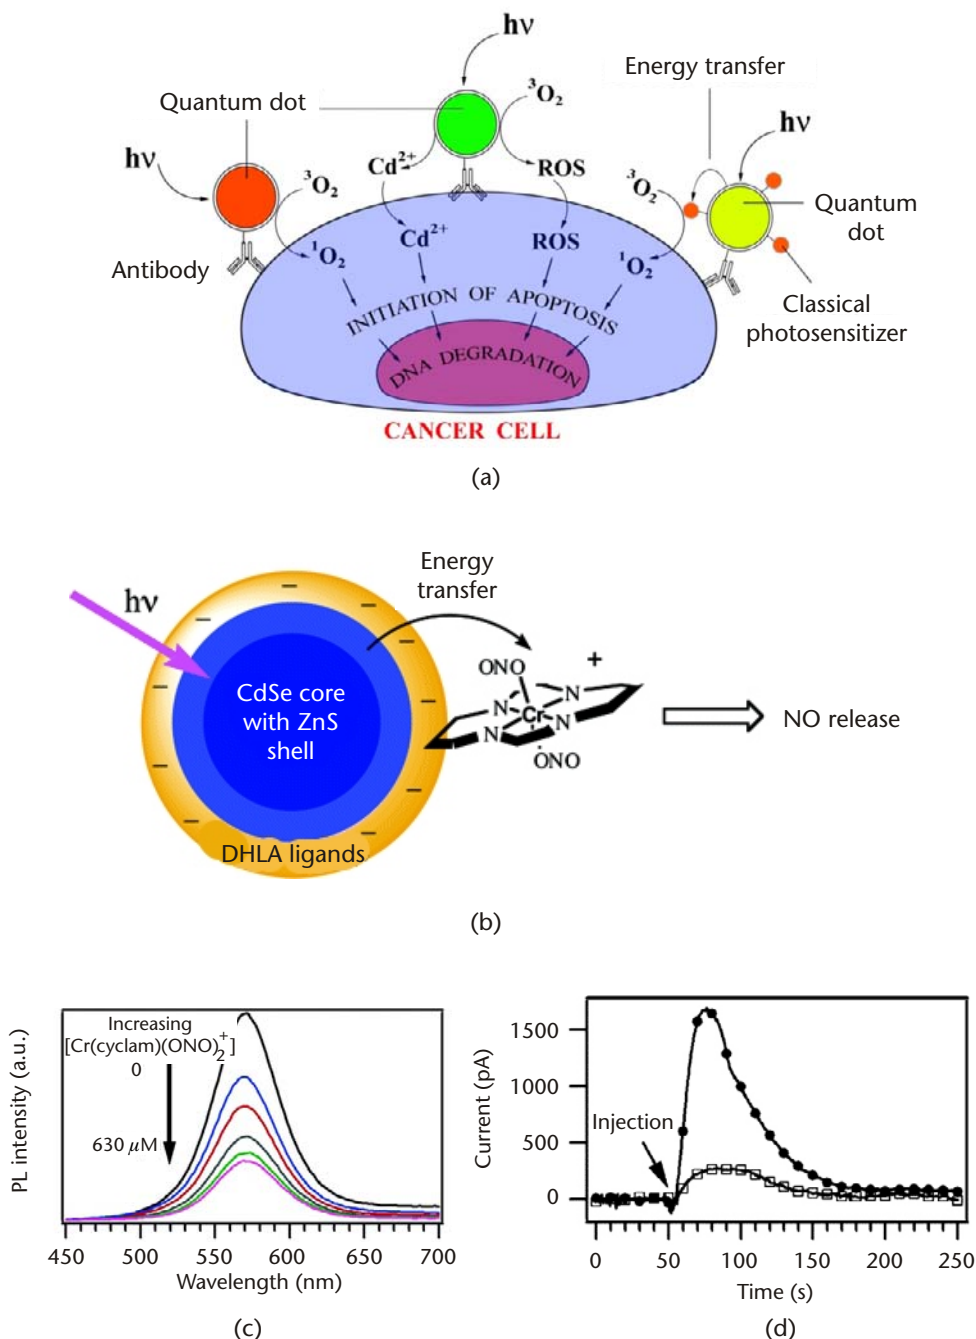 hν
Energy transfer
Quantum dot
³O₂
hν
hν
Cd²⁺
ROS
³O₂
³O₂
Quantum
dot
Antibody
¹O₂
Cd²⁺
ROS
¹O₂
Classical
photosensitizer
INITIATION OF APOPTOSIS
DNA DEGRADATION
CANCER CELL
(a)
Energy
transfer
hν
ONO
+
CdSe core
with ZnS
shell
N
N
Cr
N
N
NO release
ONO
DHLA ligands
(b)
PL intensity (a.u.)
Increasing
[Cr(cyclam)(ONO)₂⁺]
0
630 μM
450 500 550 600 650 700
Wavelength (nm)
(c)
Current (pA)
1500
1000
500
0
Injection
0 50 100 150 200 250
Time (s)
(d)